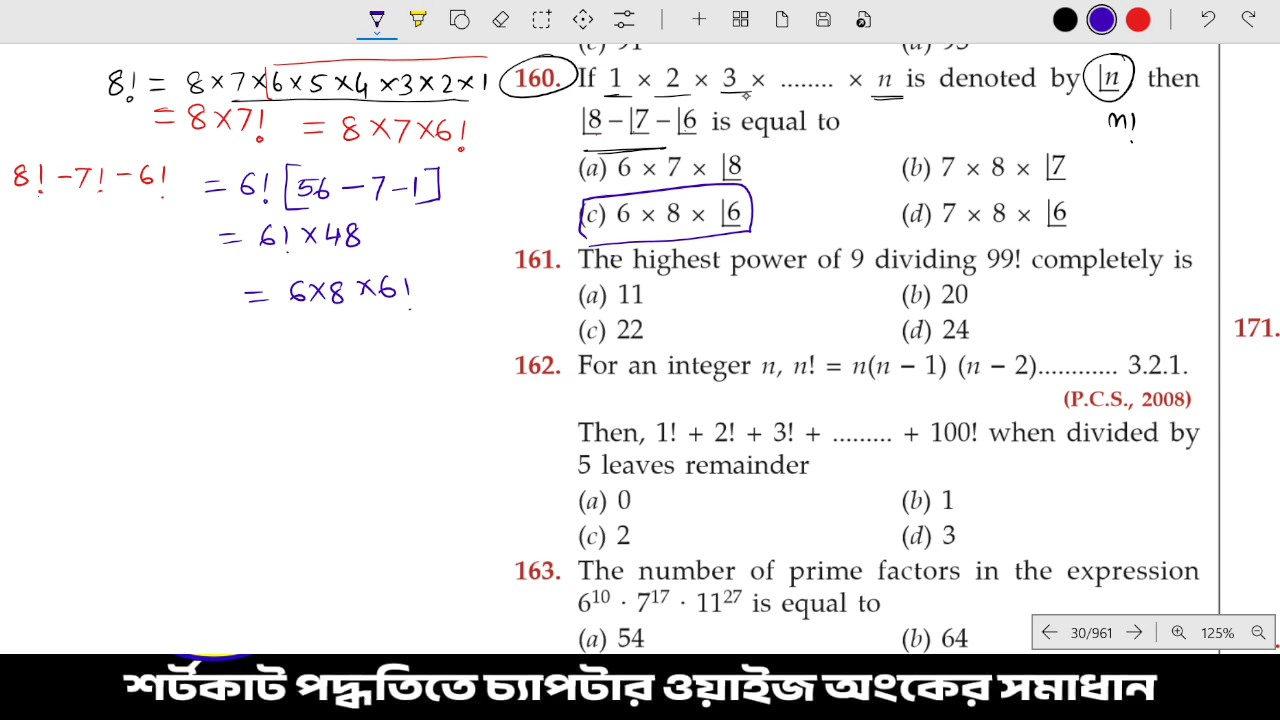 8! = 8 × 7 × 6 × 5 × 4 × 3 × 2 × 1
= 8 × 7! = 8 × 7 × 6!
8! - 7! - 6! = 6! [56 - 7 - 1]
= 6! × 48
= 6 × 8 × 6!
160. If 1 × 2 × 3 × ........ × n is denoted by |n then
n!
|8 – |7 – |6 is equal to
(a) 6 × 7 × |8 (b) 7 × 8 × |7
(c) 6 × 8 × |6 (d) 7 × 8 × |6
161. The highest power of 9 dividing 99! completely is
(a) 11 (b) 20
(c) 22 (d) 24
162. For an integer n, n! = n(n – 1) (n – 2)............ 3.2.1.
(P.C.S., 2008)
Then, 1! + 2! + 3! + ......... + 100! when divided by
5 leaves remainder
(a) 0 (b) 1
(c) 2 (d) 3
163. The number of prime factors in the expression
6¹⁰ · 7¹⁷ · 11²⁷ is equal to
(a) 54 (b) 64
171.
30/961 125%
শর্টকাট পদ্ধতিতে চ্যাপটার ওয়াইজ অংকের সমাধান